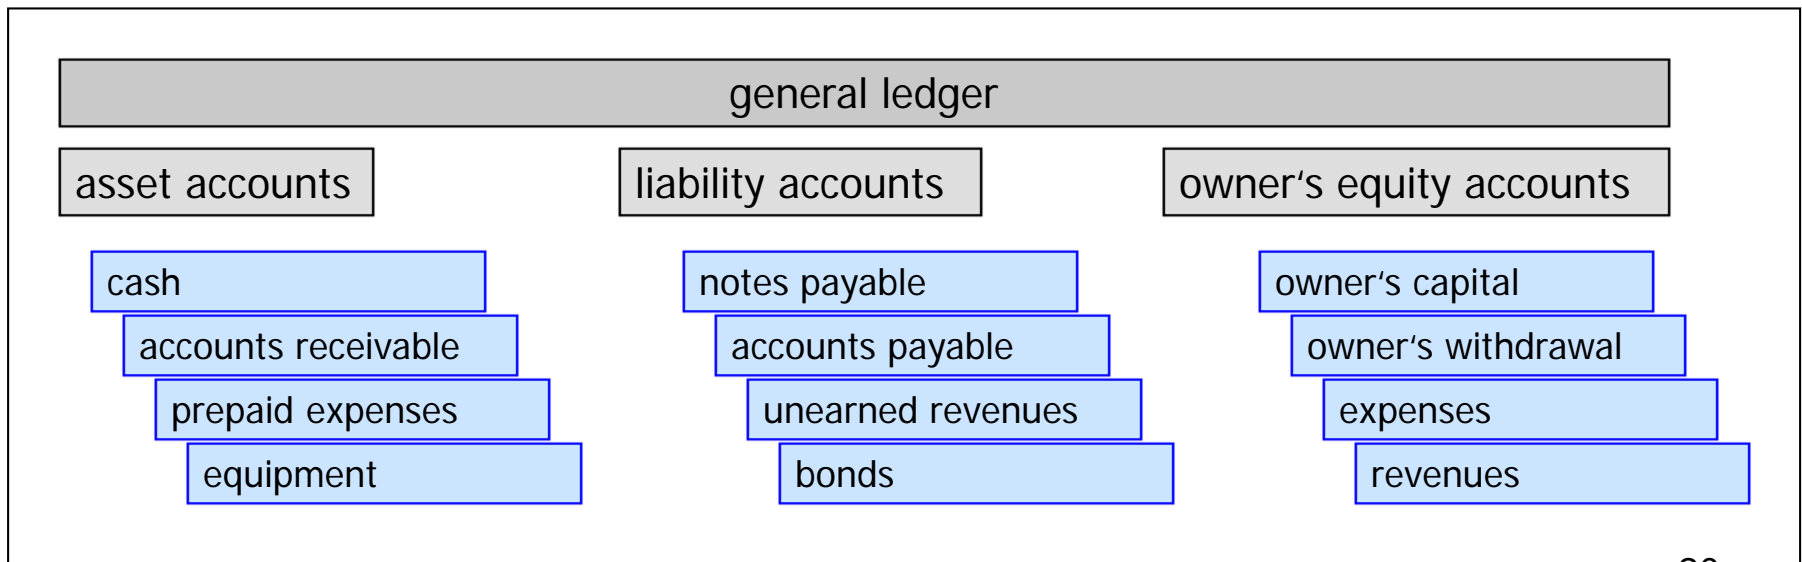 general ledger
asset accounts
liability accounts
owner‘s equity accounts
cash
accounts receivable
prepaid expenses
equipment
notes payable
accounts payable
unearned revenues
bonds
owner‘s capital
owner‘s withdrawal
expenses
revenues